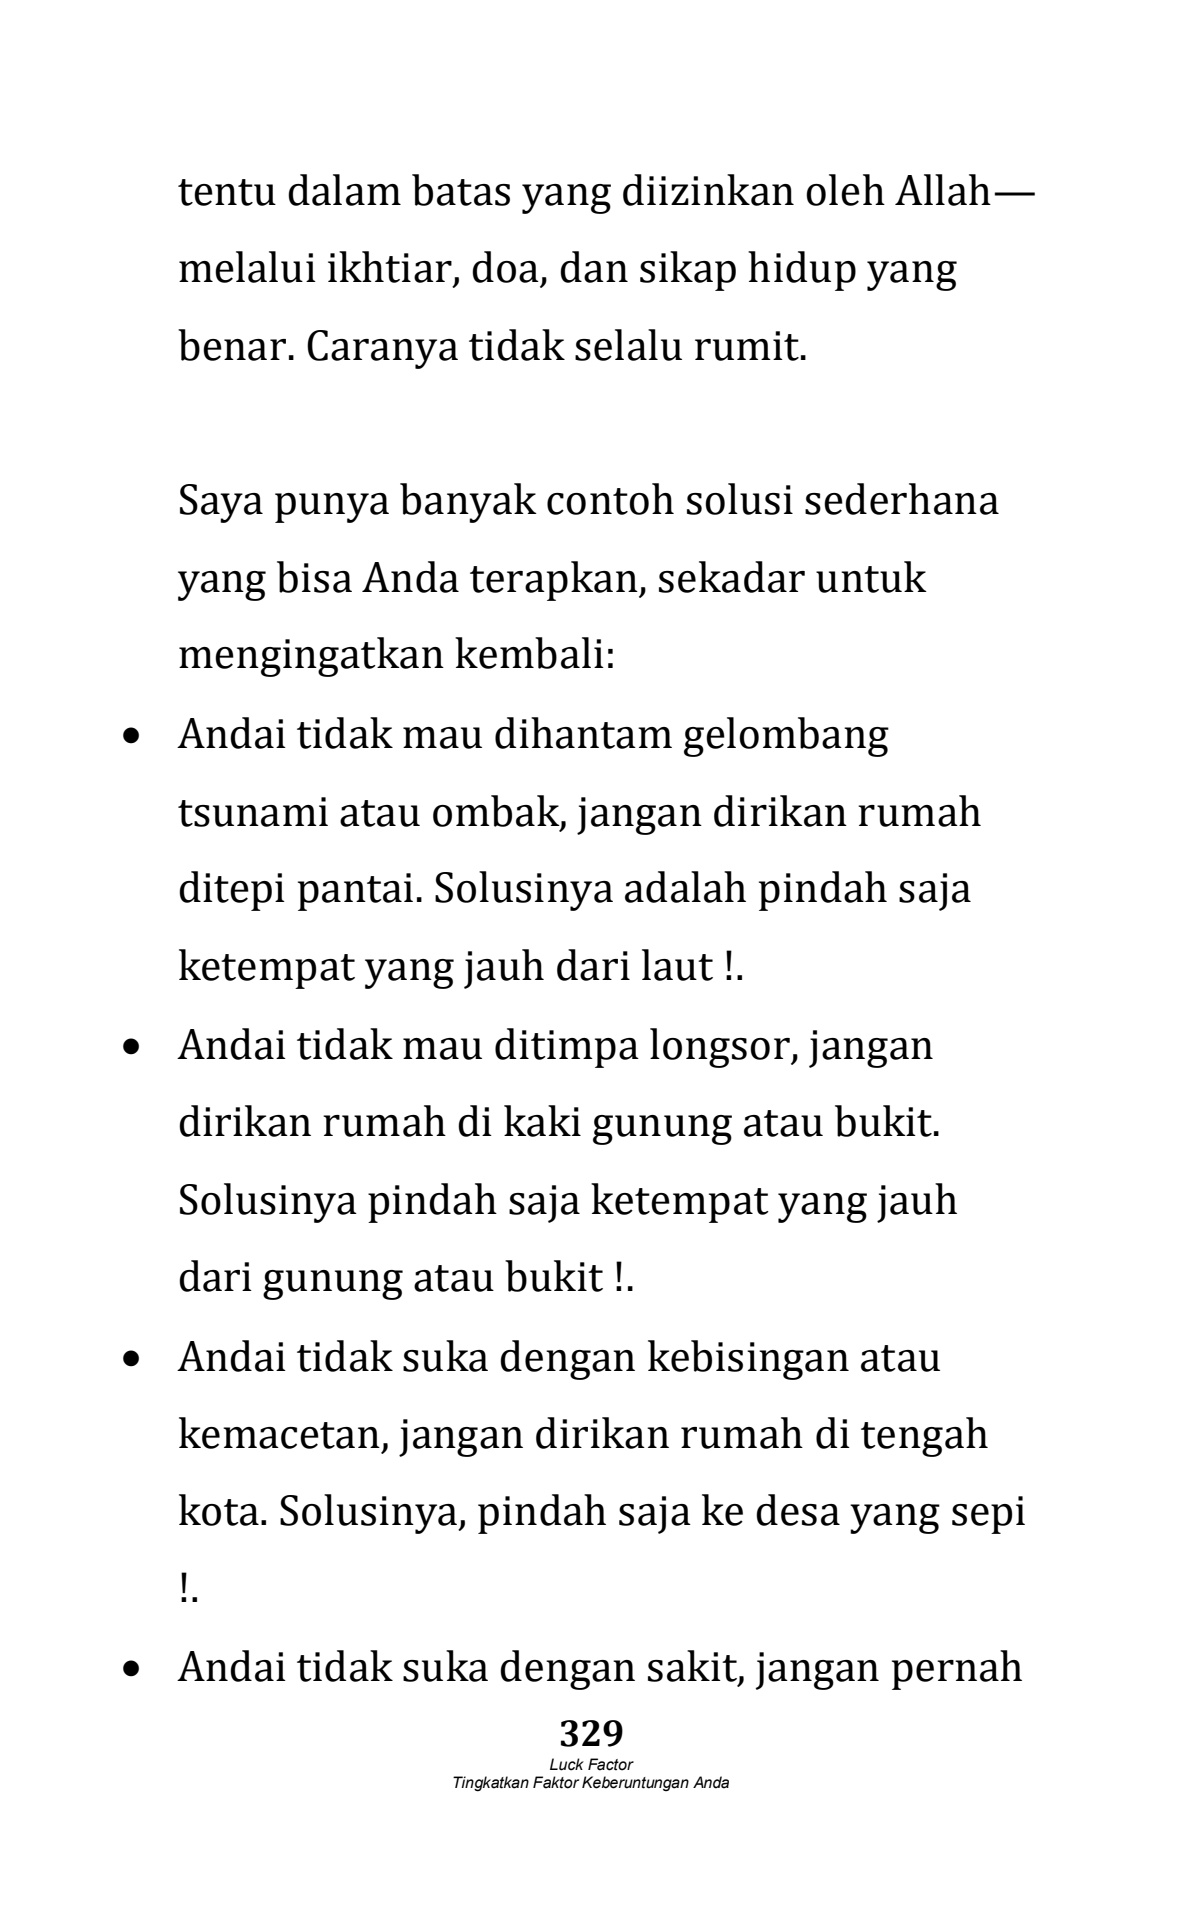 tentu dalam batas yang diizinkan oleh Allah—
melalui ikhtiar, doa, dan sikap hidup yang
benar. Caranya tidak selalu rumit.
Saya punya banyak contoh solusi sederhana
yang bisa Anda terapkan, sekadar untuk
mengingatkan kembali:
• Andai tidak mau dihantam gelombang
tsunami atau ombak, jangan dirikan rumah
ditepi pantai. Solusinya adalah pindah saja
ketempat yang jauh dari laut !.
• Andai tidak mau ditimpa longsor, jangan
dirikan rumah di kaki gunung atau bukit.
Solusinya pindah saja ketempat yang jauh
dari gunung atau bukit !.
• Andai tidak suka dengan kebisingan atau
kemacetan, jangan dirikan rumah di tengah
kota. Solusinya, pindah saja ke desa yang sepi
!.
• Andai tidak suka dengan sakit, jangan pernah
329
Luck Factor
Tingkatkan Faktor Keberuntungan Anda